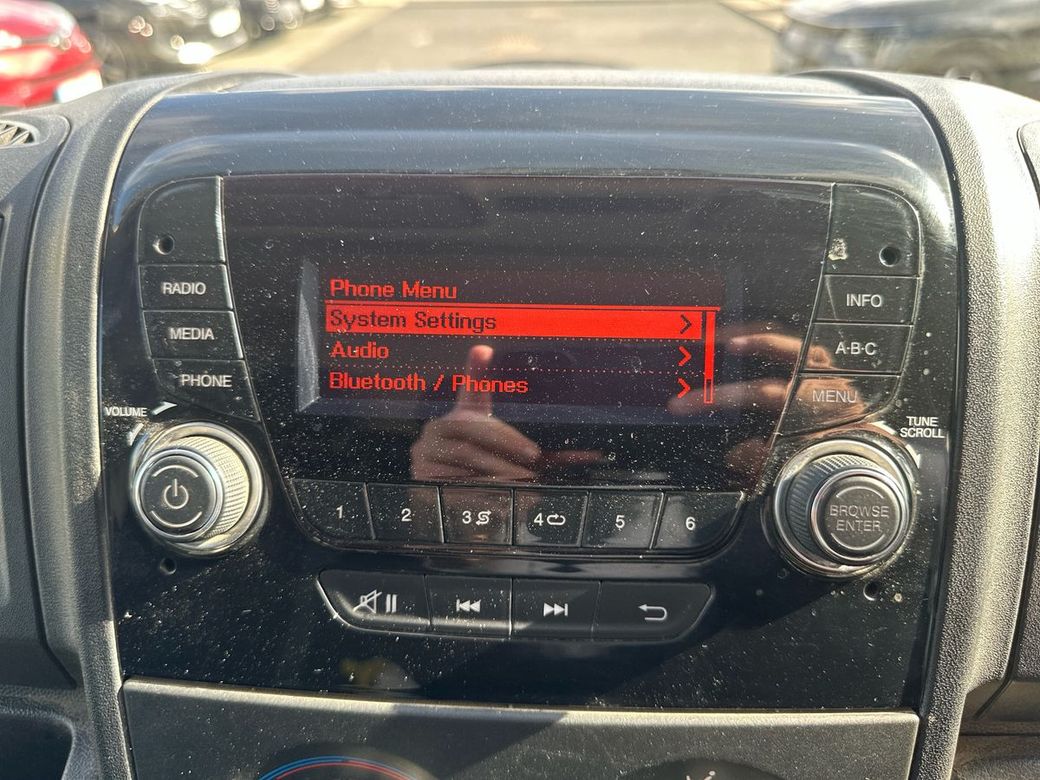 Phone Menu
System Settings
Audio
Bluetooth / Phones
RADIO
MEDIA
PHONE
VOLUME
INFO
A·B·C
MENU
TUNE
SCROLL
BROWSE
ENTER
1
2
3
4
5
6